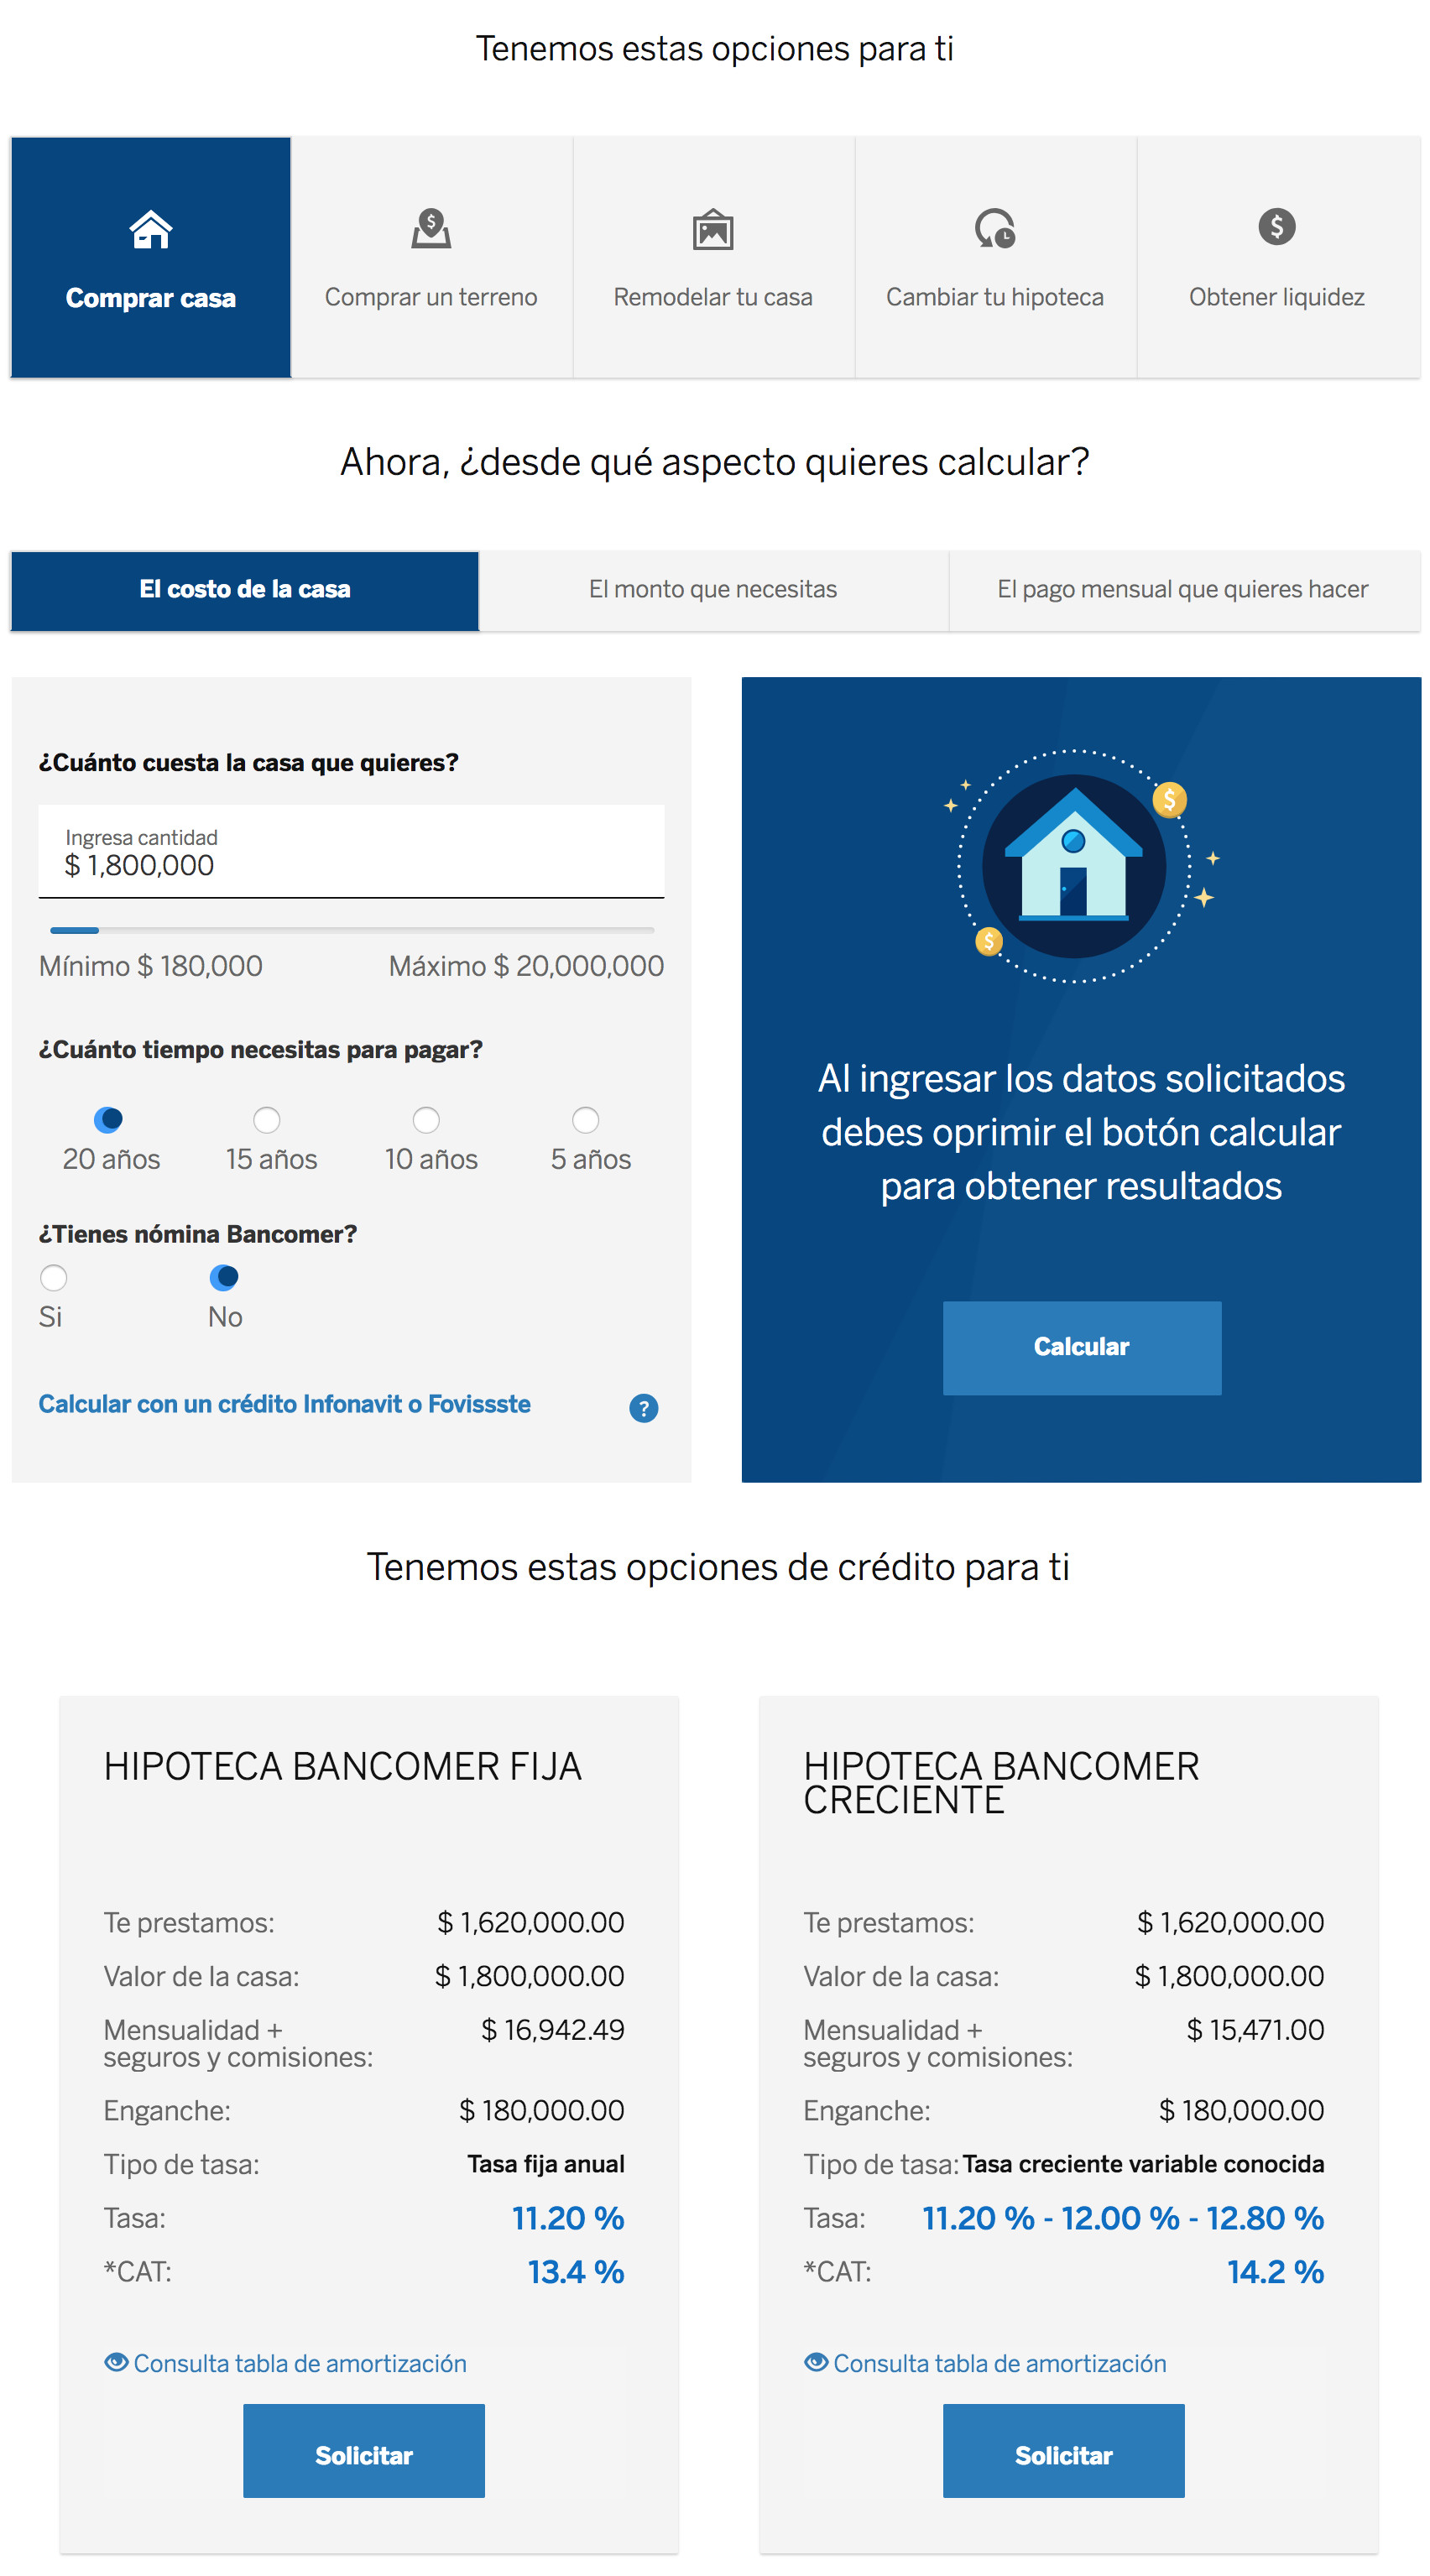 Tenemos estas opciones para ti
Comprar casa
Comprar un terreno
Remodelar tu casa
Cambiar tu hipoteca
Obtener liquidez
Ahora, ¿desde qué aspecto quieres calcular?
El costo de la casa
El monto que necesitas
El pago mensual que quieres hacer
¿Cuánto cuesta la casa que quieres?
Ingresa cantidad
$ 1,800,000
Mínimo $ 180,000
Máximo $ 20,000,000
¿Cuánto tiempo necesitas para pagar?
20 años
15 años
10 años
5 años
¿Tienes nómina Bancomer?
Si
No
Calcular con un crédito Infonavit o Fovissste
?
Al ingresar los datos solicitados
debes oprimir el botón calcular
para obtener resultados
Calcular
Tenemos estas opciones de crédito para ti
HIPOTECA BANCOMER FIJA
Te prestamos: $ 1,620,000.00
Valor de la casa: $ 1,800,000.00
Mensualidad + $ 16,942.49
seguros y comisiones:
Enganche: $ 180,000.00
Tipo de tasa: Tasa fija anual
Tasa: 11.20 %
*CAT: 13.4 %
Consulta tabla de amortización
Solicitar
HIPOTECA BANCOMER
CRECIENTE
Te prestamos: $ 1,620,000.00
Valor de la casa: $ 1,800,000.00
Mensualidad + $ 15,471.00
seguros y comisiones:
Enganche: $ 180,000.00
Tipo de tasa: Tasa creciente variable conocida
Tasa: 11.20 % - 12.00 % - 12.80 %
*CAT: 14.2 %
Consulta tabla de amortización
Solicitar